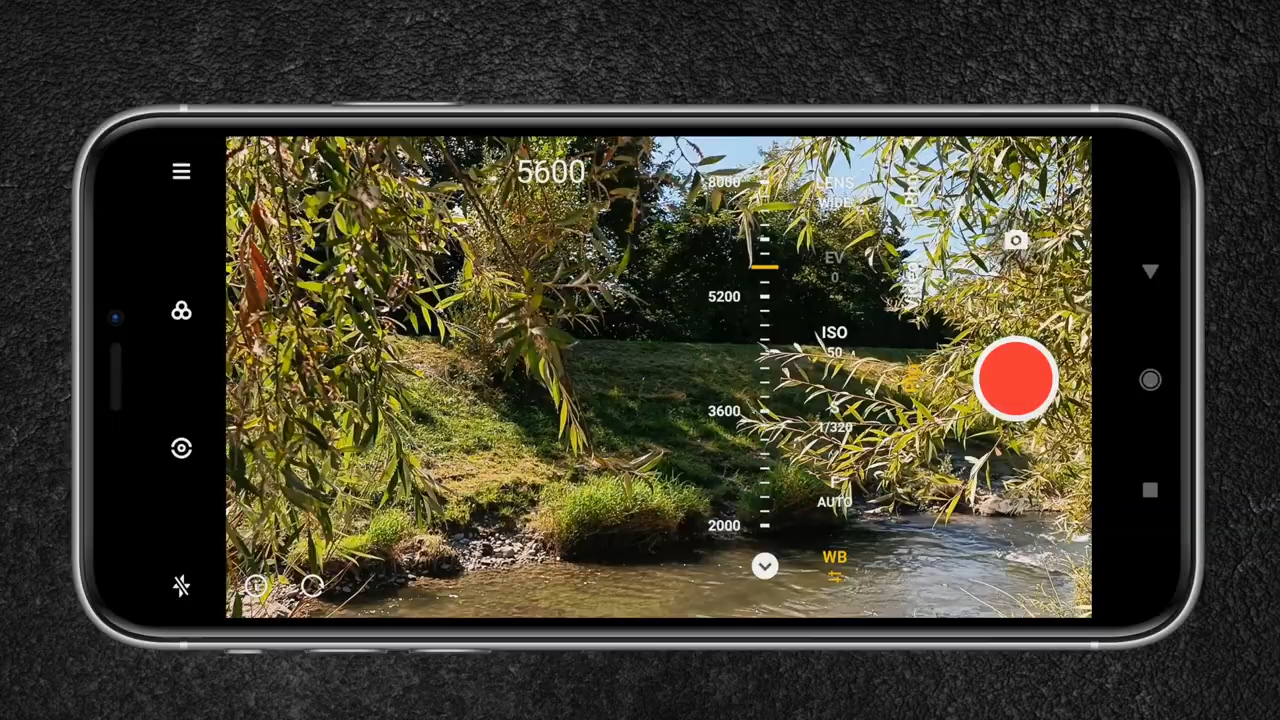 5600
8000
5200
3600
2000
LENS
WIDE
EV
0
ISO
50
S
1/320
F
AUTO
WB